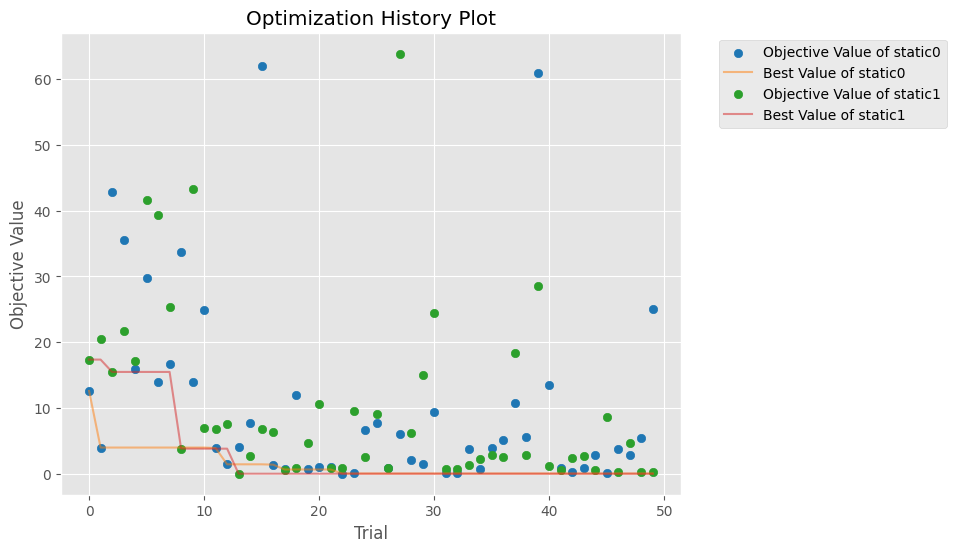 Optimization History Plot
Objective Value
60
50
40
30
20
10
0
0 10 20 30 40 50
Trial
Objective Value of static0
Best Value of static0
Objective Value of static1
Best Value of static1